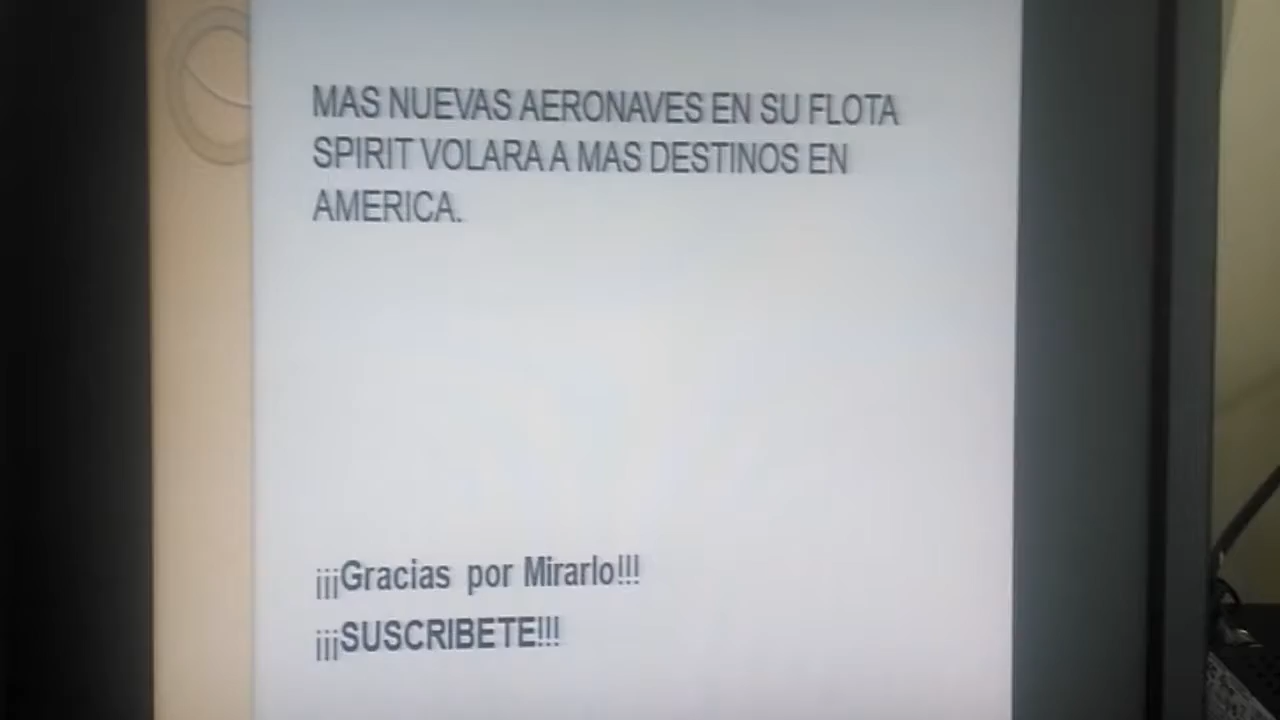 MAS NUEVAS AERONAVES EN SU FLOTA
SPIRIT VOLARA A MAS DESTINOS EN
AMERICA.
¡¡¡Gracias por Mirarlo!!!
¡¡¡SUSCRIBETE!!!